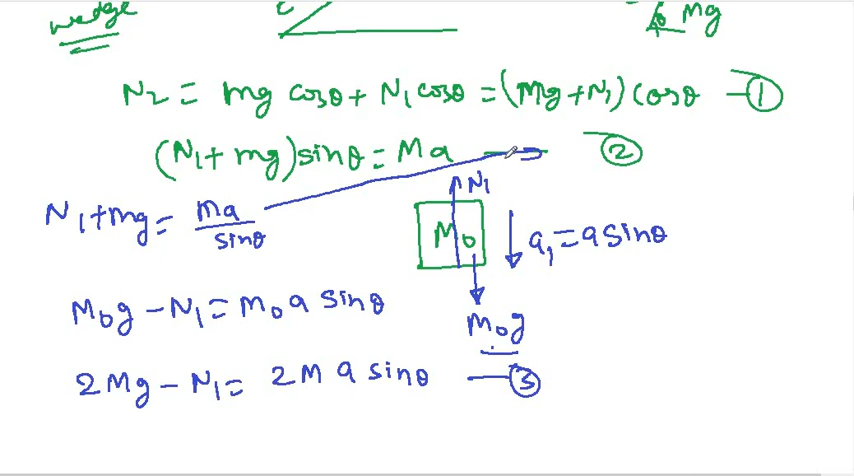 wedge
Mg
N₂ = mg cosθ + N₁ cosθ = (Mg + N₁) cosθ — ①
(N₁ + mg) sinθ = Ma — ②
N₁
N₁ + mg = ma/sinθ
M₀
a₁ = a sinθ
M₀g − N₁ = M₀ a sinθ
M₀g
2Mg − N₁ = 2M a sinθ — ③